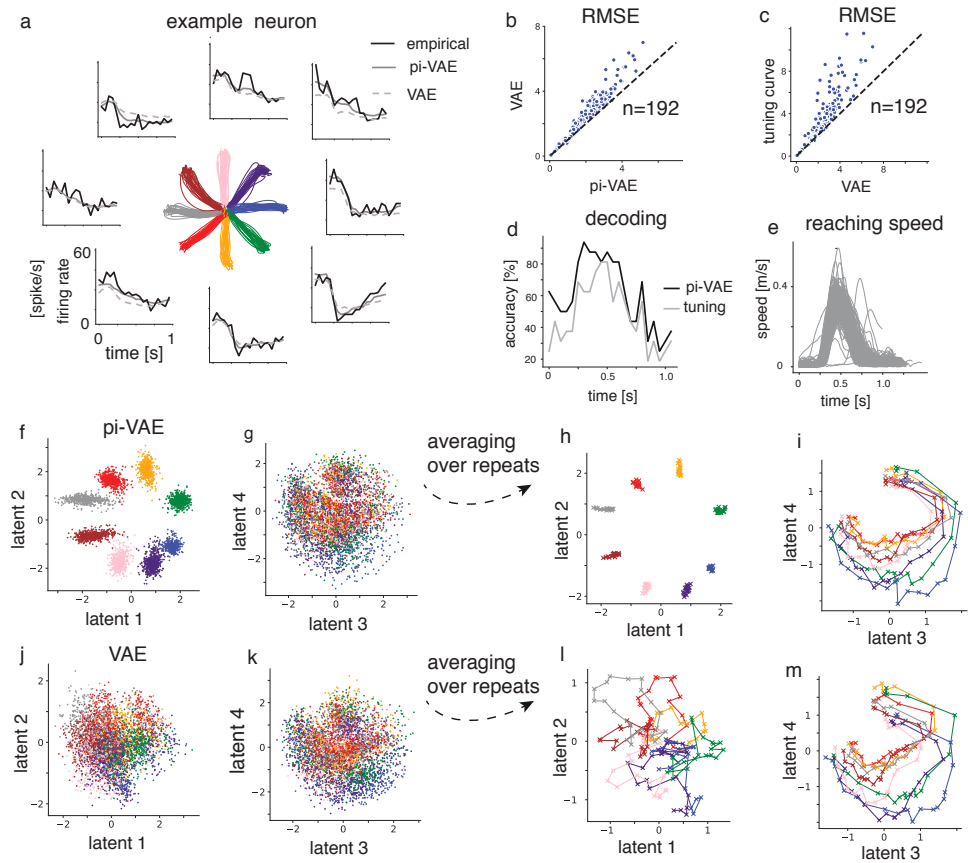 a
example neuron
empirical
pi-VAE
VAE
[spike/s]
firing rate
60
0
0
1
time [s]
b
RMSE
VAE
8
4
0
0
4
n=192
pi-VAE
c
RMSE
tuning curve
12
8
4
0
0
4
8
n=192
VAE
d
decoding
accuracy [%]
80
60
40
20
0
0
0.5
1.0
pi-VAE
tuning
time [s]
e
reaching speed
speed [m/s]
0.4
0.2
0
0
0.5
1.0
time [s]
f
pi-VAE
latent 2
2
0
−2
−2
0
2
latent 1
g
latent 4
2
1
0
−1
−2
−2
0
2
latent 3
averaging
over repeats
h
latent 2
2
0
−2
−2
−1
0
1
2
latent 1
i
latent 4
2
1
0
−1
−1
0
1
latent 3
j
VAE
latent 2
2
0
−2
−2
0
2
latent 1
k
latent 4
2
1
0
−1
−2
−2
0
2
latent 3
averaging
over repeats
l
latent 2
1
0
−1
−1
0
1
latent 1
m
latent 4
1
0
−1
−1
0
1
latent 3